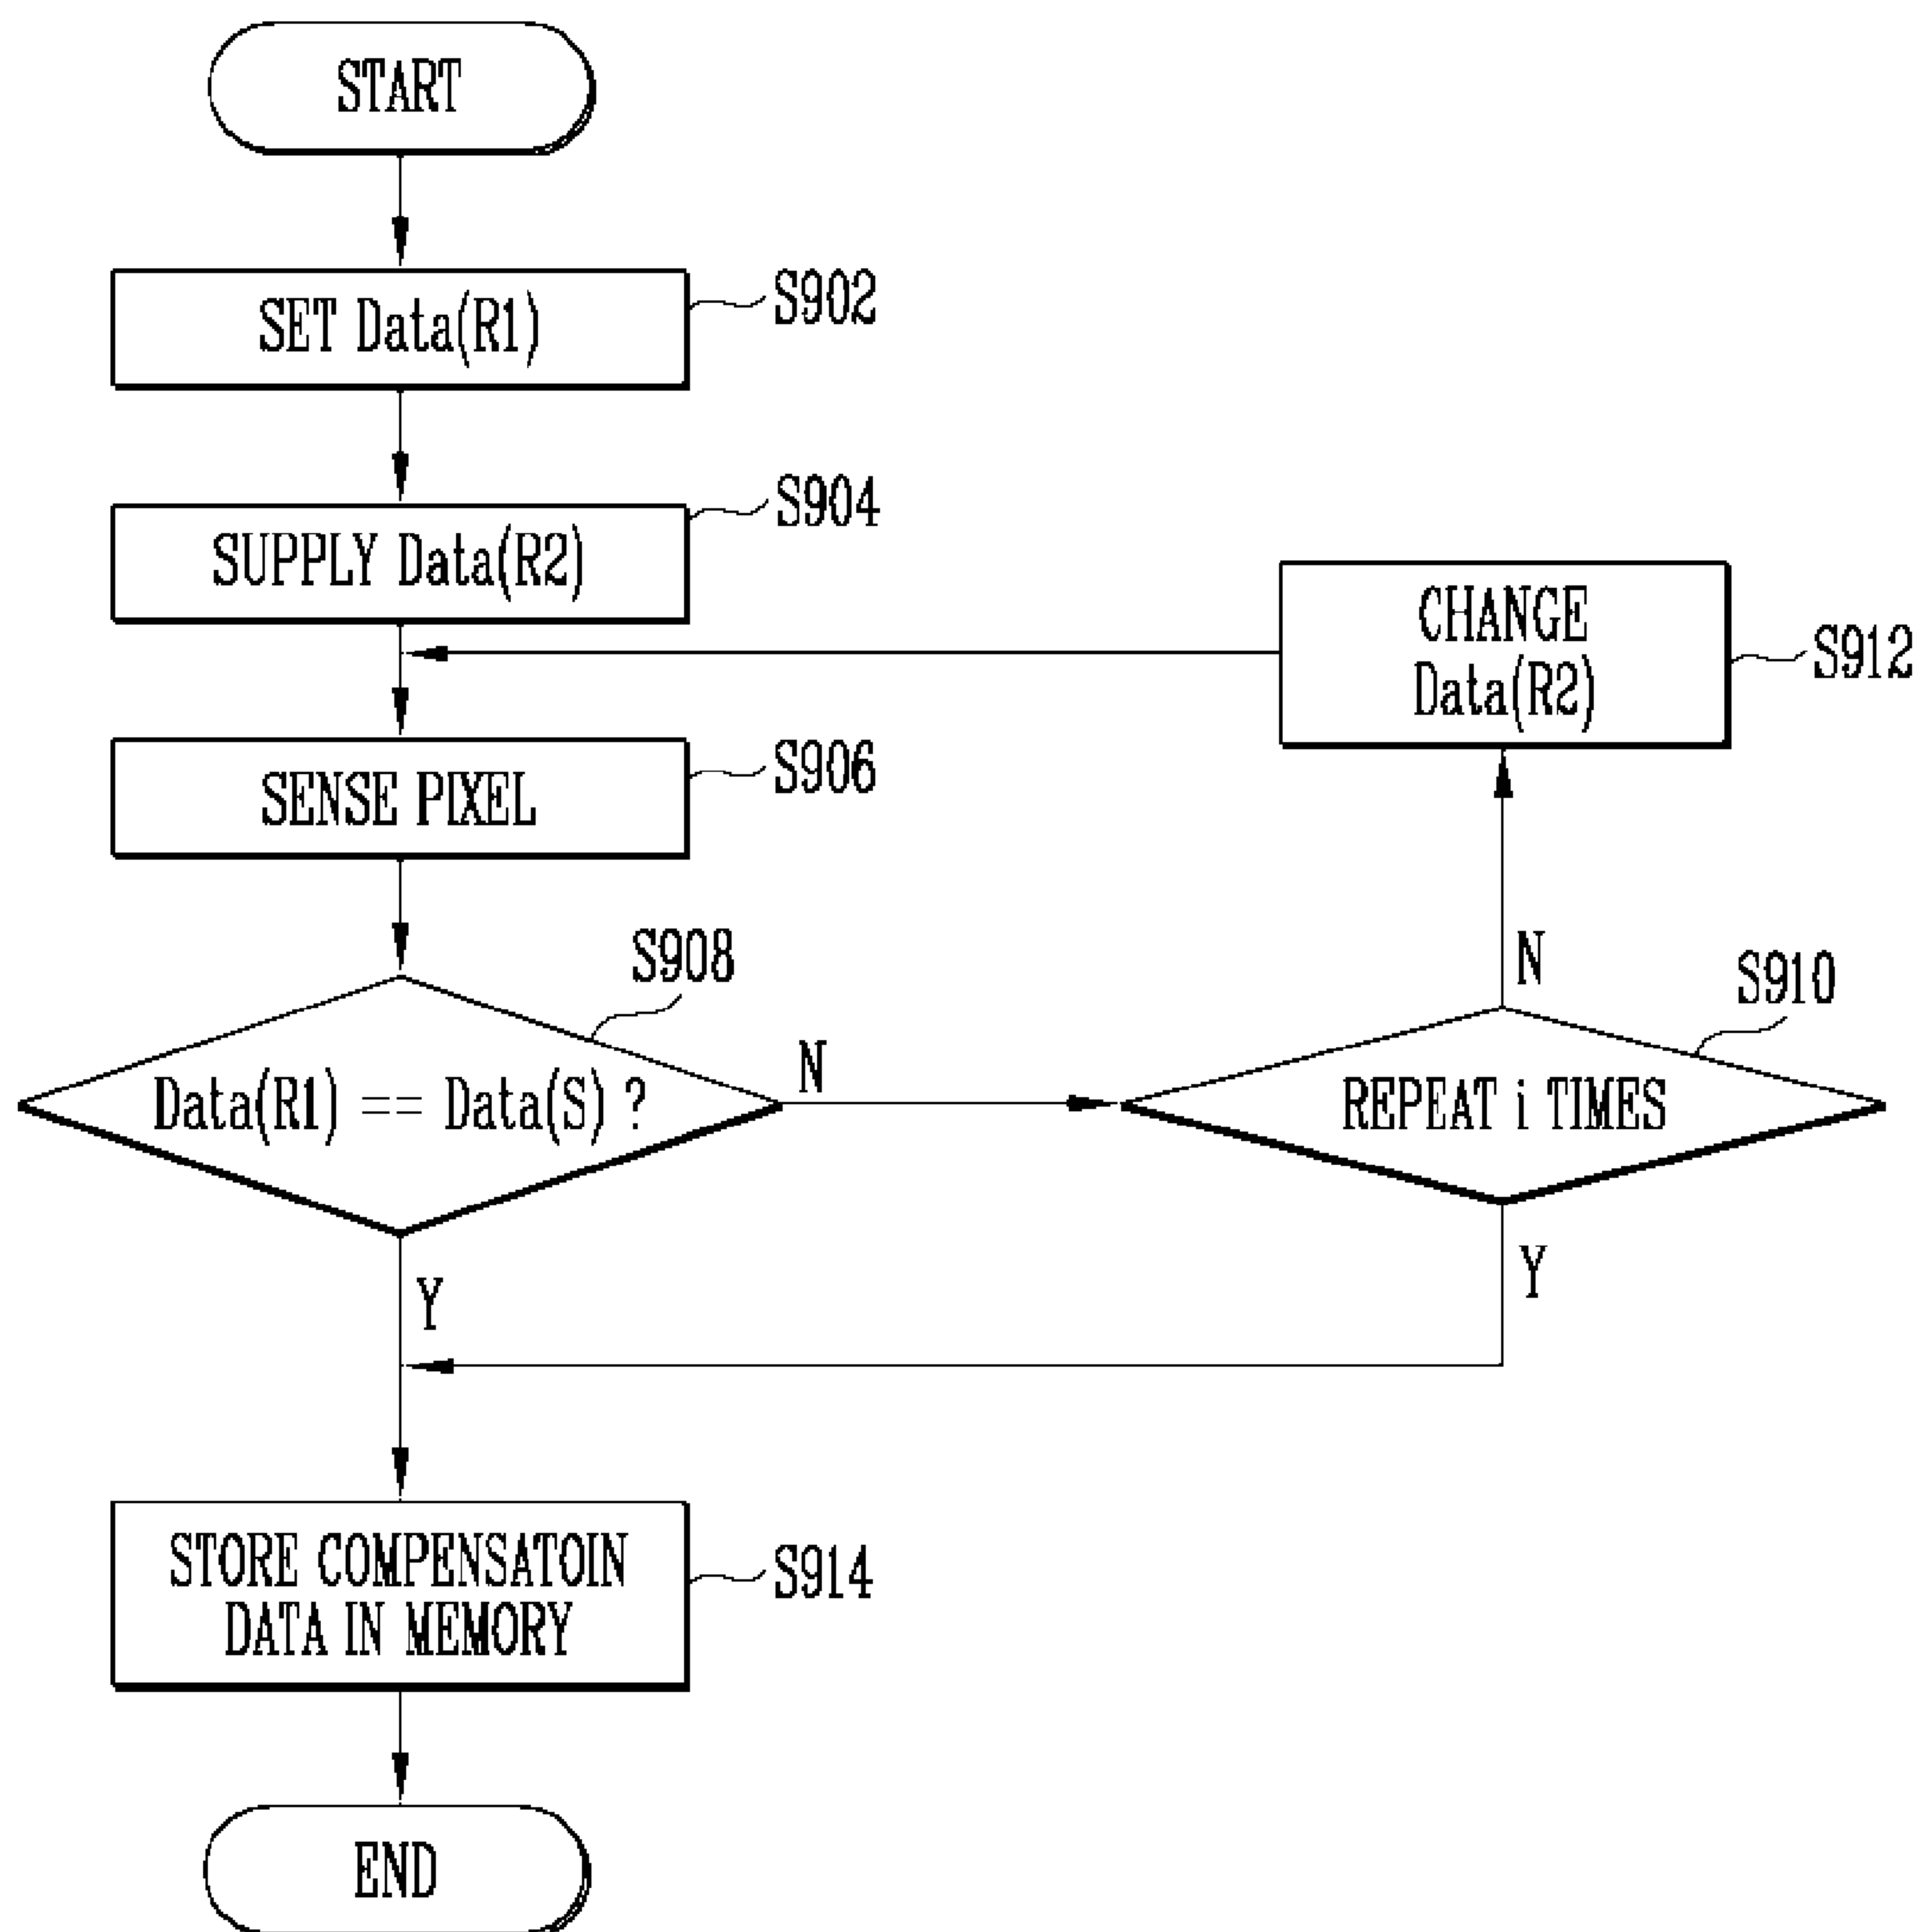 START
SET Data(R1)
S902
SUPPLY Data(R2)
S904
CHANGE
Data(R2)
S912
SENSE PIXEL
S906
S908
Data(R1) == Data(S) ?
N
N
S910
REPEAT i TIMES
Y
Y
STORE COMPENSATOIN
DATA IN MEMORY
S914
END